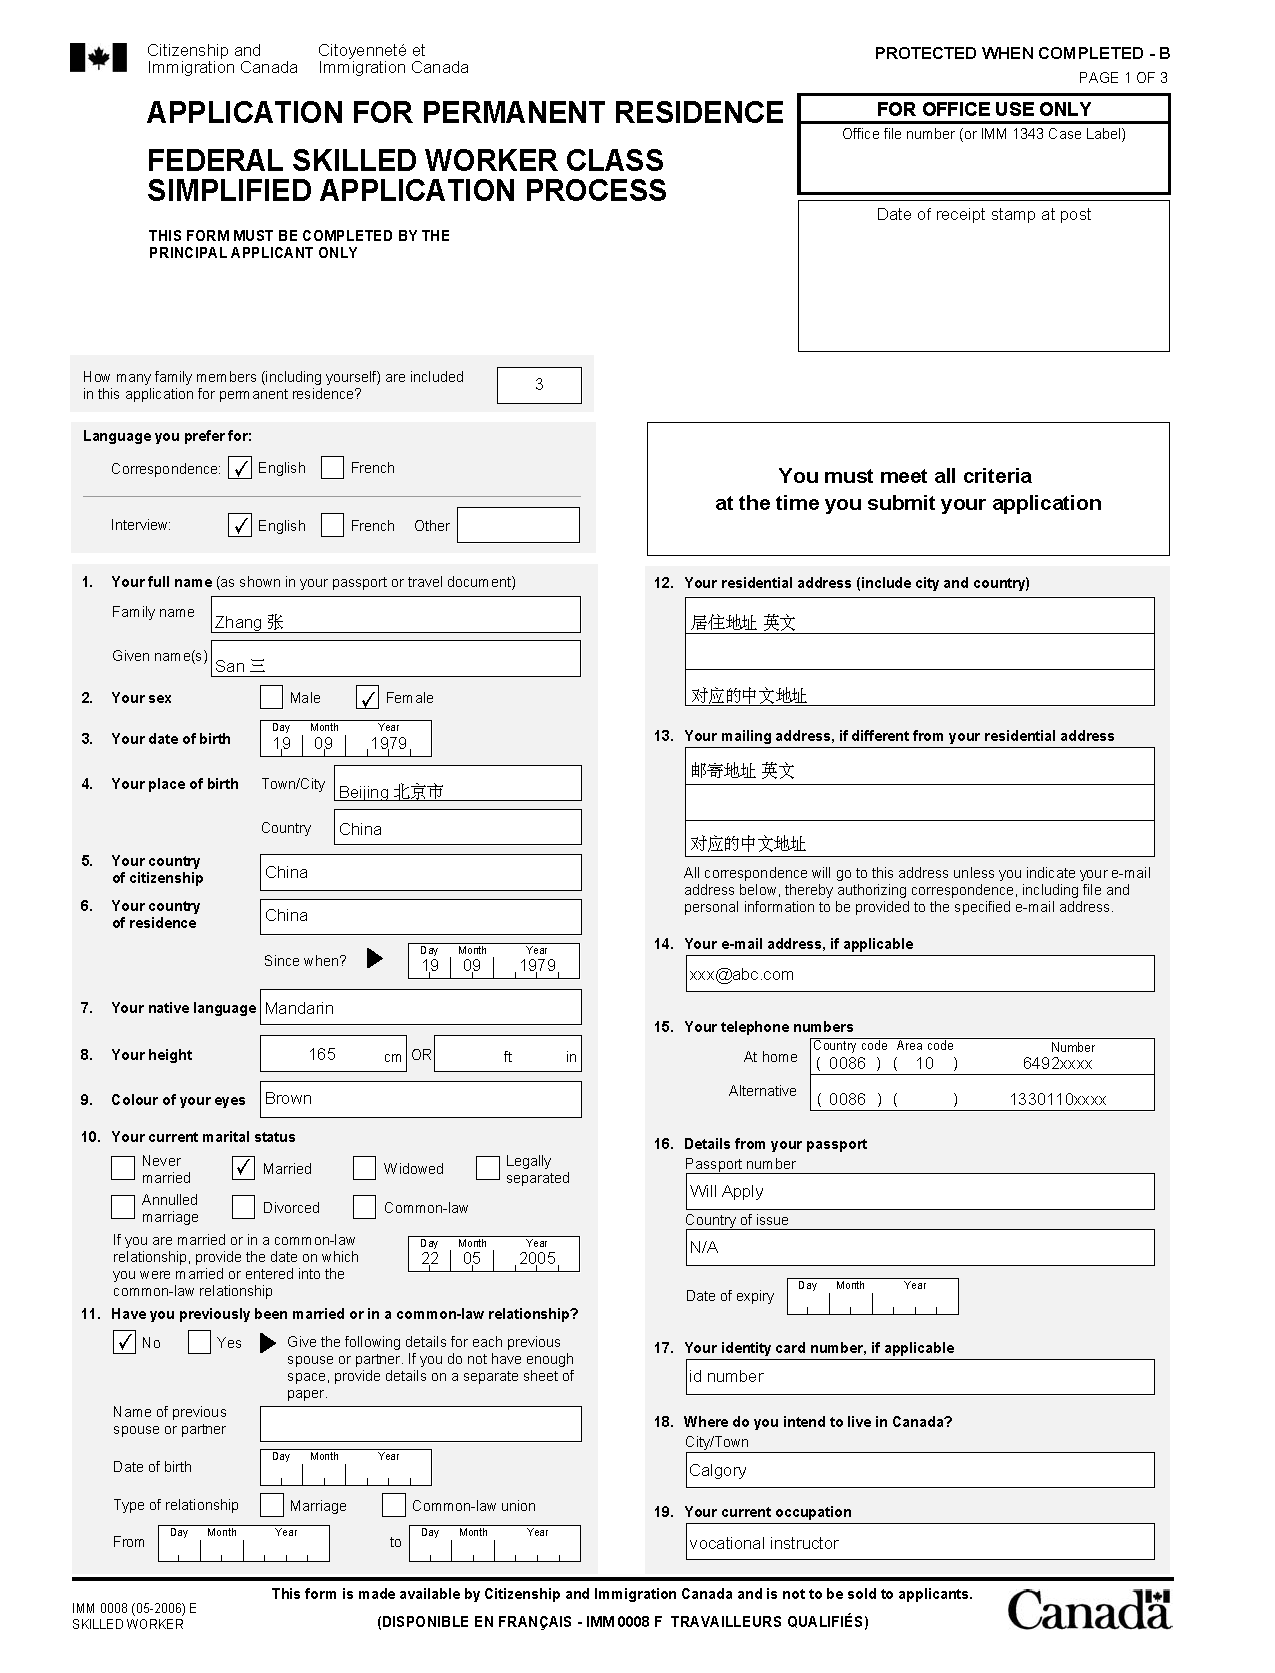 Citizenship and Immigration Canada
Citoyenneté et Immigration Canada
PROTECTED WHEN COMPLETED - B
PAGE 1 OF 3
APPLICATION FOR PERMANENT RESIDENCE
FEDERAL SKILLED WORKER CLASS
SIMPLIFIED APPLICATION PROCESS
THIS FORM MUST BE COMPLETED BY THE
PRINCIPAL APPLICANT ONLY
FOR OFFICE USE ONLY
Office file number (or IMM 1343 Case Label)
Date of receipt stamp at post
How many family members (including yourself) are included
in this application for permanent residence?
3
Language you prefer for:
Correspondence: ✓ English French
Interview: ✓ English French Other
You must meet all criteria
at the time you submit your application
1. Your full name (as shown in your passport or travel document)
Family name Zhang 张
Given name(s) San 三
2. Your sex Male ✓ Female
Day Month Year
3. Your date of birth 19 09 1979
4. Your place of birth Town/City Beijing 北京市
Country China
5. Your country
of citizenship
China
6. Your country
of residence
China
Day Month Year
Since when? 19 09 1979
7. Your native language Mandarin
8. Your height 165 cm OR ft in
9. Colour of your eyes Brown
10. Your current marital status
Never
married
✓ Married Widowed
Legally
separated
Annulled
marriage
Divorced Common-law
If you are married or in a common-law
relationship, provide the date on which
you were married or entered into the
common-law relationship
Day Month Year
22 05 2005
11. Have you previously been married or in a common-law relationship?
✓ No Yes
Give the following details for each previous
spouse or partner. If you do not have enough
space, provide details on a separate sheet of
paper.
Name of previous
spouse or partner
Day Month Year
Date of birth
Type of relationship Marriage Common-law union
Day Month Year Day Month Year
From to
12. Your residential address (include city and country)
居住地址 英文
对应的中文地址
13. Your mailing address, if different from your residential address
邮寄地址 英文
对应的中文地址
All correspondence will go to this address unless you indicate your e-mail
address below, thereby authorizing correspondence, including file and
personal information to be provided to the specified e-mail address.
14. Your e-mail address, if applicable
xxx@abc.com
15. Your telephone numbers
Country code Area code Number
At home ( 0086 ) ( 10 ) 6492xxxx
Alternative ( 0086 ) ( ) 1330110xxxx
16. Details from your passport
Passport number
Will Apply
Country of issue
N/A
Day Month Year
Date of expiry
17. Your identity card number, if applicable
id number
18. Where do you intend to live in Canada?
City/Town
Calgory
19. Your current occupation
vocational instructor
This form is made available by Citizenship and Immigration Canada and is not to be sold to applicants.
IMM 0008 (05-2006) E
SKILLED WORKER
(DISPONIBLE EN FRANÇAIS - IMM 0008 F TRAVAILLEURS QUALIFIÉS)
Canada